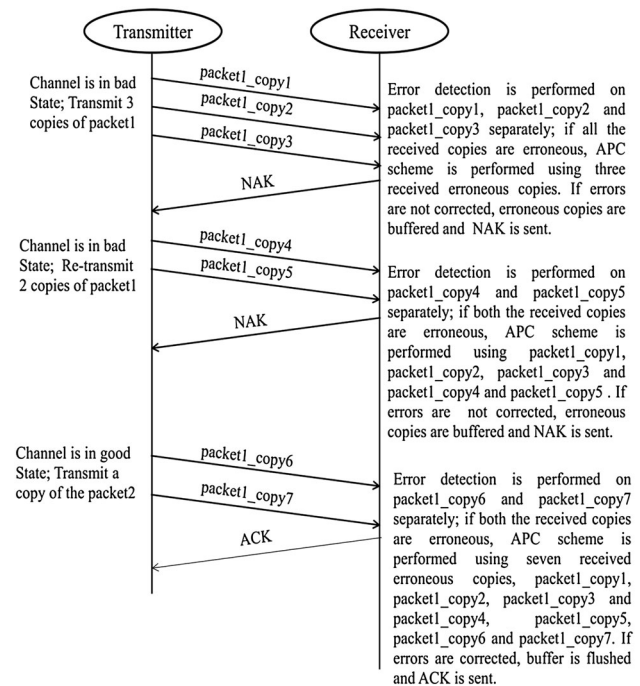 Transmitter
Receiver
Channel is in bad
State; Transmit 3
copies of packet1
packet1_copy1
packet1_copy2
packet1_copy3
NAK
Error detection is performed on
packet1_copy1, packet1_copy2 and
packet1_copy3 separately; if all the
received copies are erroneous, APC
scheme is performed using three
received erroneous copies. If errors
are not corrected, erroneous copies are
buffered and NAK is sent.
Channel is in bad
State; Re-transmit
2 copies of packet1
packet1_copy4
packet1_copy5
NAK
Error detection is performed on
packet1_copy4 and packet1_copy5
separately; if both the received copies
are erroneous, APC scheme is
performed using packet1_copy1,
packet1_copy2, packet1_copy3 and
packet1_copy4 and packet1_copy5 . If
errors are not corrected, erroneous
copies are buffered and NAK is sent.
Channel is in good
State; Transmit a
copy of the packet2
packet1_copy6
packet1_copy7
ACK
Error detection is performed on
packet1_copy6 and packet1_copy7
separately; if both the received copies
are erroneous, APC scheme is
performed using seven received
erroneous copies, packet1_copy1,
packet1_copy2, packet1_copy3 and
packet1_copy4, packet1_copy5,
packet1_copy6 and packet1_copy7. If
errors are corrected, buffer is flushed
and ACK is sent.